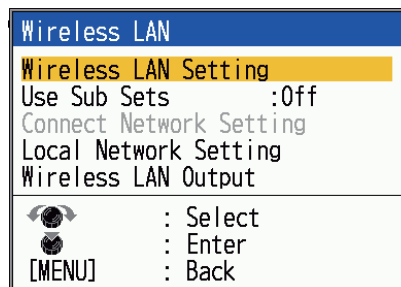 Wireless LAN
Wireless LAN Setting
Use Sub Sets :Off
Connect Network Setting
Local Network Setting
Wireless LAN Output
: Select
: Enter
[MENU] : Back